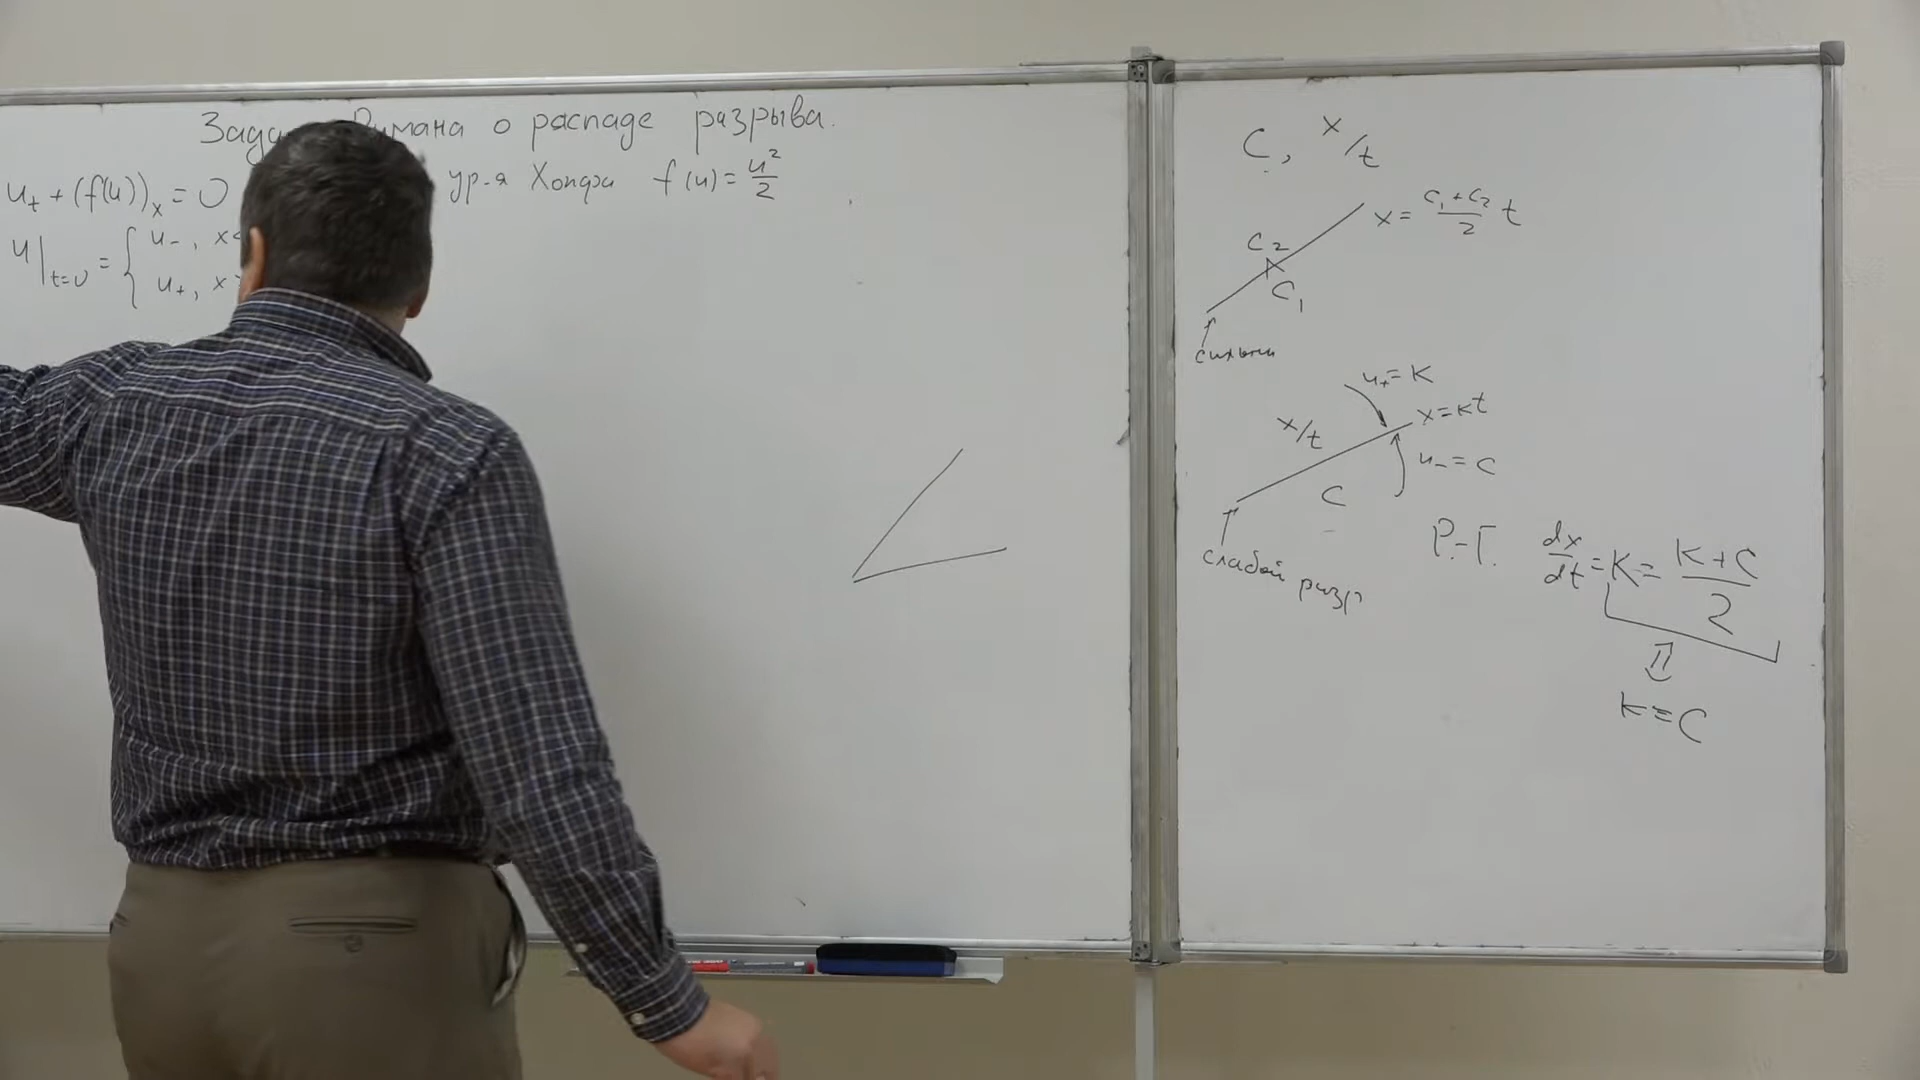 Задача Римана о распаде разрыва.
u_t + (f(u))_x = 0
ур-я Хопфа f(u) = u²/2
u|_{t=0} = { u₋, x<
u₊, x >
C, x/t
x = (C₁ + C₂)/2 t
C₂
C₁
сильный
u₊ = K
x = Kt
x/t
u₋ = C
C
слабый разр
Р.-Г. dx/dt = K = (K + C)/2
⇓
K = C